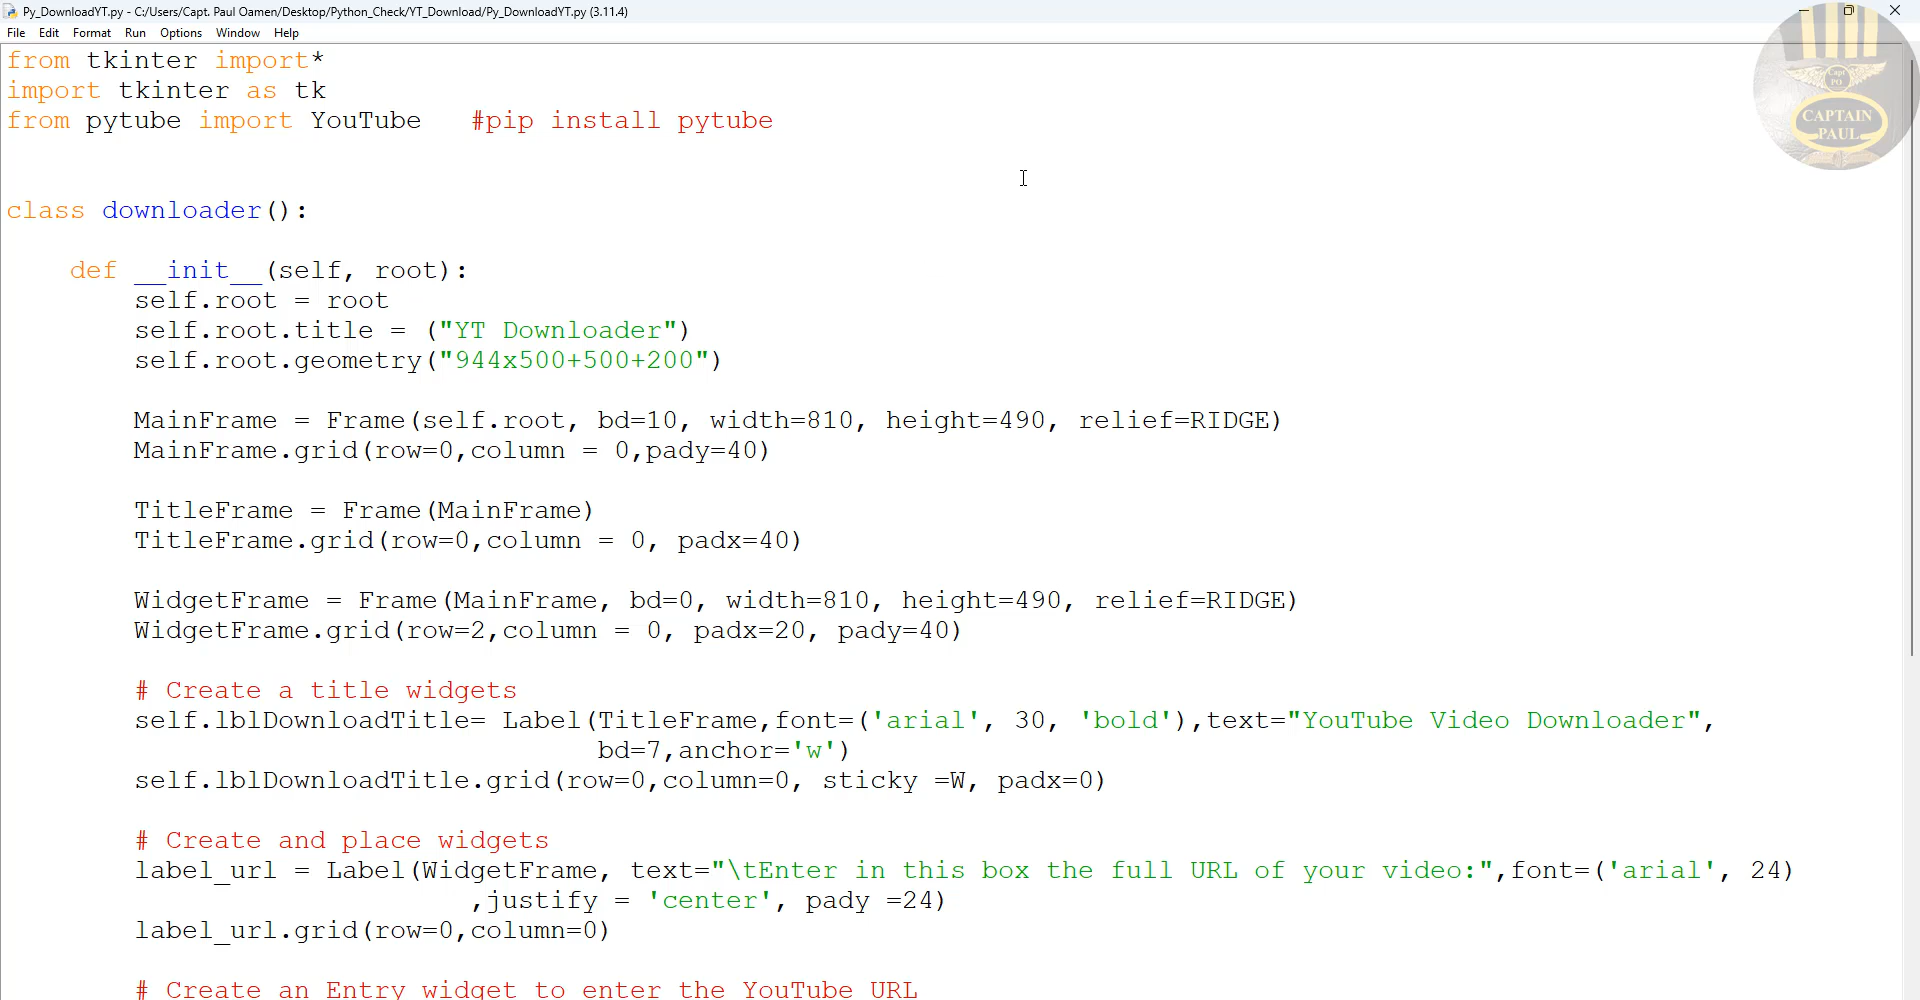 Py_DownloadYT.py - C:/Users/Capt. Paul Oamen/Desktop/Python_Check/YT_Download/Py_DownloadYT.py (3.11.4)
File Edit Format Run Options Window Help
from tkinter import*
import tkinter as tk
from pytube import YouTube   #pip install pytube
Capt
PO
CAPTAIN
PAUL
class downloader():
    def __init__(self, root):
        self.root = root
        self.root.title = ("YT Downloader")
        self.root.geometry("944x500+500+200")
        MainFrame = Frame(self.root, bd=10, width=810, height=490, relief=RIDGE)
        MainFrame.grid(row=0,column = 0,pady=40)
        TitleFrame = Frame(MainFrame)
        TitleFrame.grid(row=0,column = 0, padx=40)
        WidgetFrame = Frame(MainFrame, bd=0, width=810, height=490, relief=RIDGE)
        WidgetFrame.grid(row=2,column = 0, padx=20, pady=40)
        # Create a title widgets
        self.lblDownloadTitle= Label(TitleFrame,font=('arial', 30, 'bold'),text="YouTube Video Downloader",
                                     bd=7,anchor='w')
        self.lblDownloadTitle.grid(row=0,column=0, sticky =W, padx=0)
        # Create and place widgets
        label_url = Label(WidgetFrame, text="\tEnter in this box the full URL of your video:",font=('arial', 24)
                             ,justify = 'center', pady =24)
        label_url.grid(row=0,column=0)
        # Create an Entry widget to enter the YouTube URL